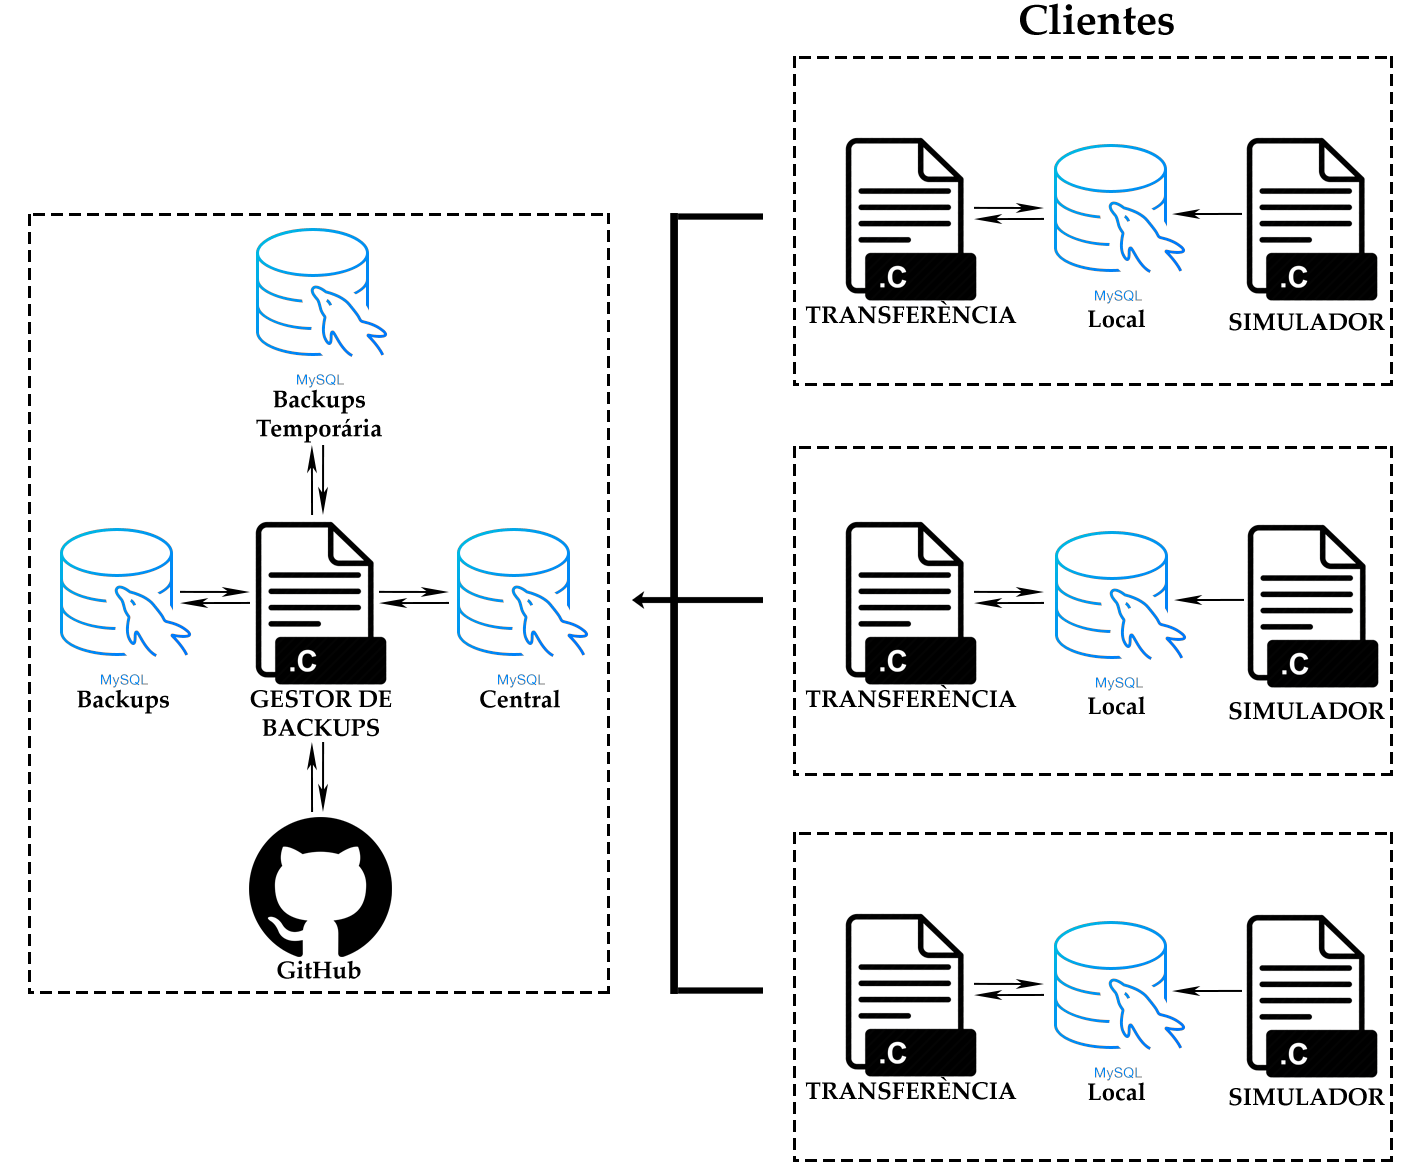 Clientes
.C
TRANSFERÈNCIA
MySQL
Local
.C
SIMULADOR
MySQL
Backups
Temporária
MySQL
Backups
.C
GESTOR DE
BACKUPS
MySQL
Central
GitHub
.C
TRANSFERÈNCIA
MySQL
Local
.C
SIMULADOR
.C
TRANSFERÈNCIA
MySQL
Local
.C
SIMULADOR